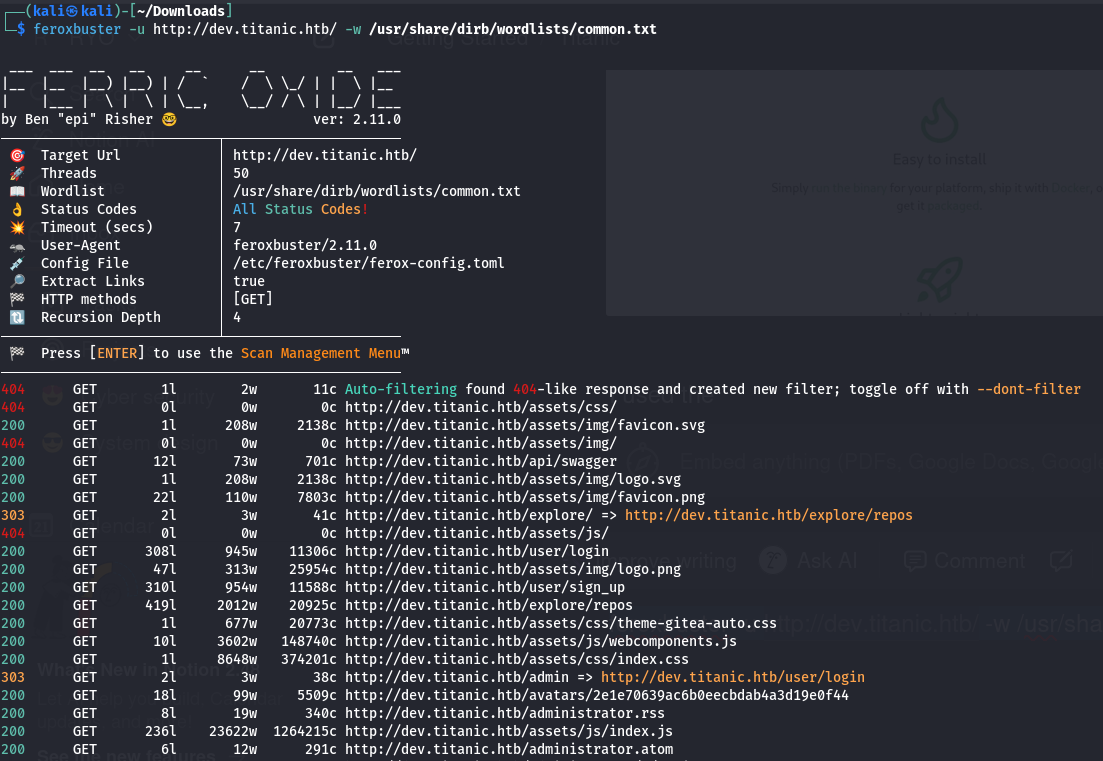 (kali㉿kali)-[~/Downloads]
$ feroxbuster -u http://dev.titanic.htb/ -w /usr/share/dirb/wordlists/common.txt
FERRIC OXIDE
by Ben "epi" Risher 🤓 ver: 2.11.0
🎯 Target Url │ http://dev.titanic.htb/
🚀 Threads │ 50
📖 Wordlist │ /usr/share/dirb/wordlists/common.txt
👌 Status Codes │ All Status Codes!
💥 Timeout (secs) │ 7
🦡 User-Agent │ feroxbuster/2.11.0
💉 Config File │ /etc/feroxbuster/ferox-config.toml
🔎 Extract Links │ true
🏁 HTTP methods │ [GET]
🔃 Recursion Depth │ 4
🏁 Press [ENTER] to use the Scan Management Menu™
404 GET 1l 2w 11c Auto-filtering found 404-like response and created new filter; toggle off with --dont-filter
404 GET 0l 0w 0c http://dev.titanic.htb/assets/css/
200 GET 1l 208w 2138c http://dev.titanic.htb/assets/img/favicon.svg
404 GET 0l 0w 0c http://dev.titanic.htb/assets/img/
200 GET 12l 73w 701c http://dev.titanic.htb/api/swagger
200 GET 1l 208w 2138c http://dev.titanic.htb/assets/img/logo.svg
200 GET 22l 110w 7803c http://dev.titanic.htb/assets/img/favicon.png
303 GET 2l 3w 41c http://dev.titanic.htb/explore/ => http://dev.titanic.htb/explore/repos
404 GET 0l 0w 0c http://dev.titanic.htb/assets/js/
200 GET 308l 945w 11306c http://dev.titanic.htb/user/login
200 GET 47l 313w 25954c http://dev.titanic.htb/assets/img/logo.png
200 GET 310l 954w 11588c http://dev.titanic.htb/user/sign_up
200 GET 419l 2012w 20925c http://dev.titanic.htb/explore/repos
200 GET 1l 677w 20773c http://dev.titanic.htb/assets/css/theme-gitea-auto.css
200 GET 10l 3602w 148740c http://dev.titanic.htb/assets/js/webcomponents.js
200 GET 1l 8648w 374201c http://dev.titanic.htb/assets/css/index.css
303 GET 2l 3w 38c http://dev.titanic.htb/admin => http://dev.titanic.htb/user/login
200 GET 18l 99w 5509c http://dev.titanic.htb/avatars/2e1e70639ac6b0eecbdab4a3d19e0f44
200 GET 8l 19w 340c http://dev.titanic.htb/administrator.rss
200 GET 236l 23622w 1264215c http://dev.titanic.htb/assets/js/index.js
200 GET 6l 12w 291c http://dev.titanic.htb/administrator.atom
Easy to install
Ask AI
Comment